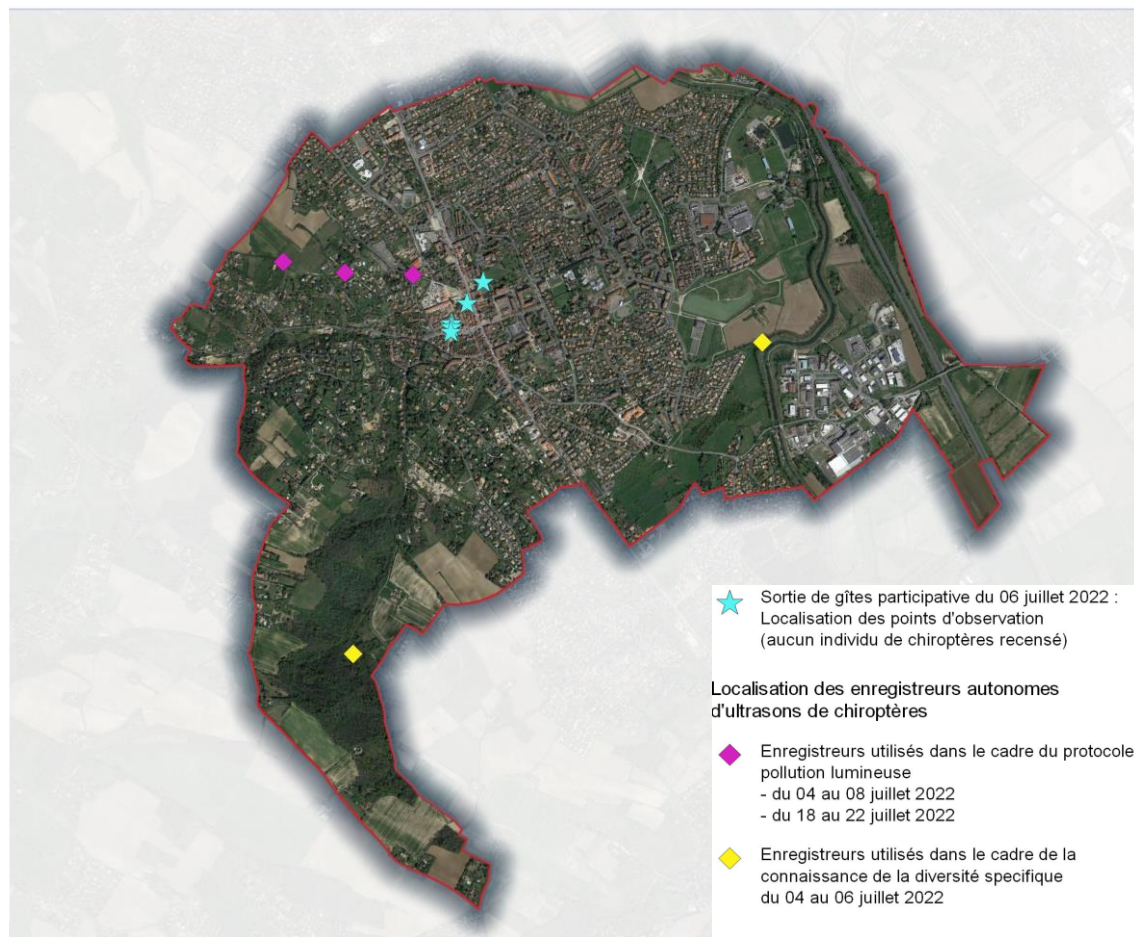 Sortie de gîtes participative du 06 juillet 2022 :
Localisation des points d'observation
(aucun individu de chiroptères recensé)
Localisation des enregistreurs autonomes
d'ultrasons de chiroptères
Enregistreurs utilisés dans le cadre du protocole
pollution lumineuse
- du 04 au 08 juillet 2022
- du 18 au 22 juillet 2022
Enregistreurs utilisés dans le cadre de la
connaissance de la diversité specifique
du 04 au 06 juillet 2022